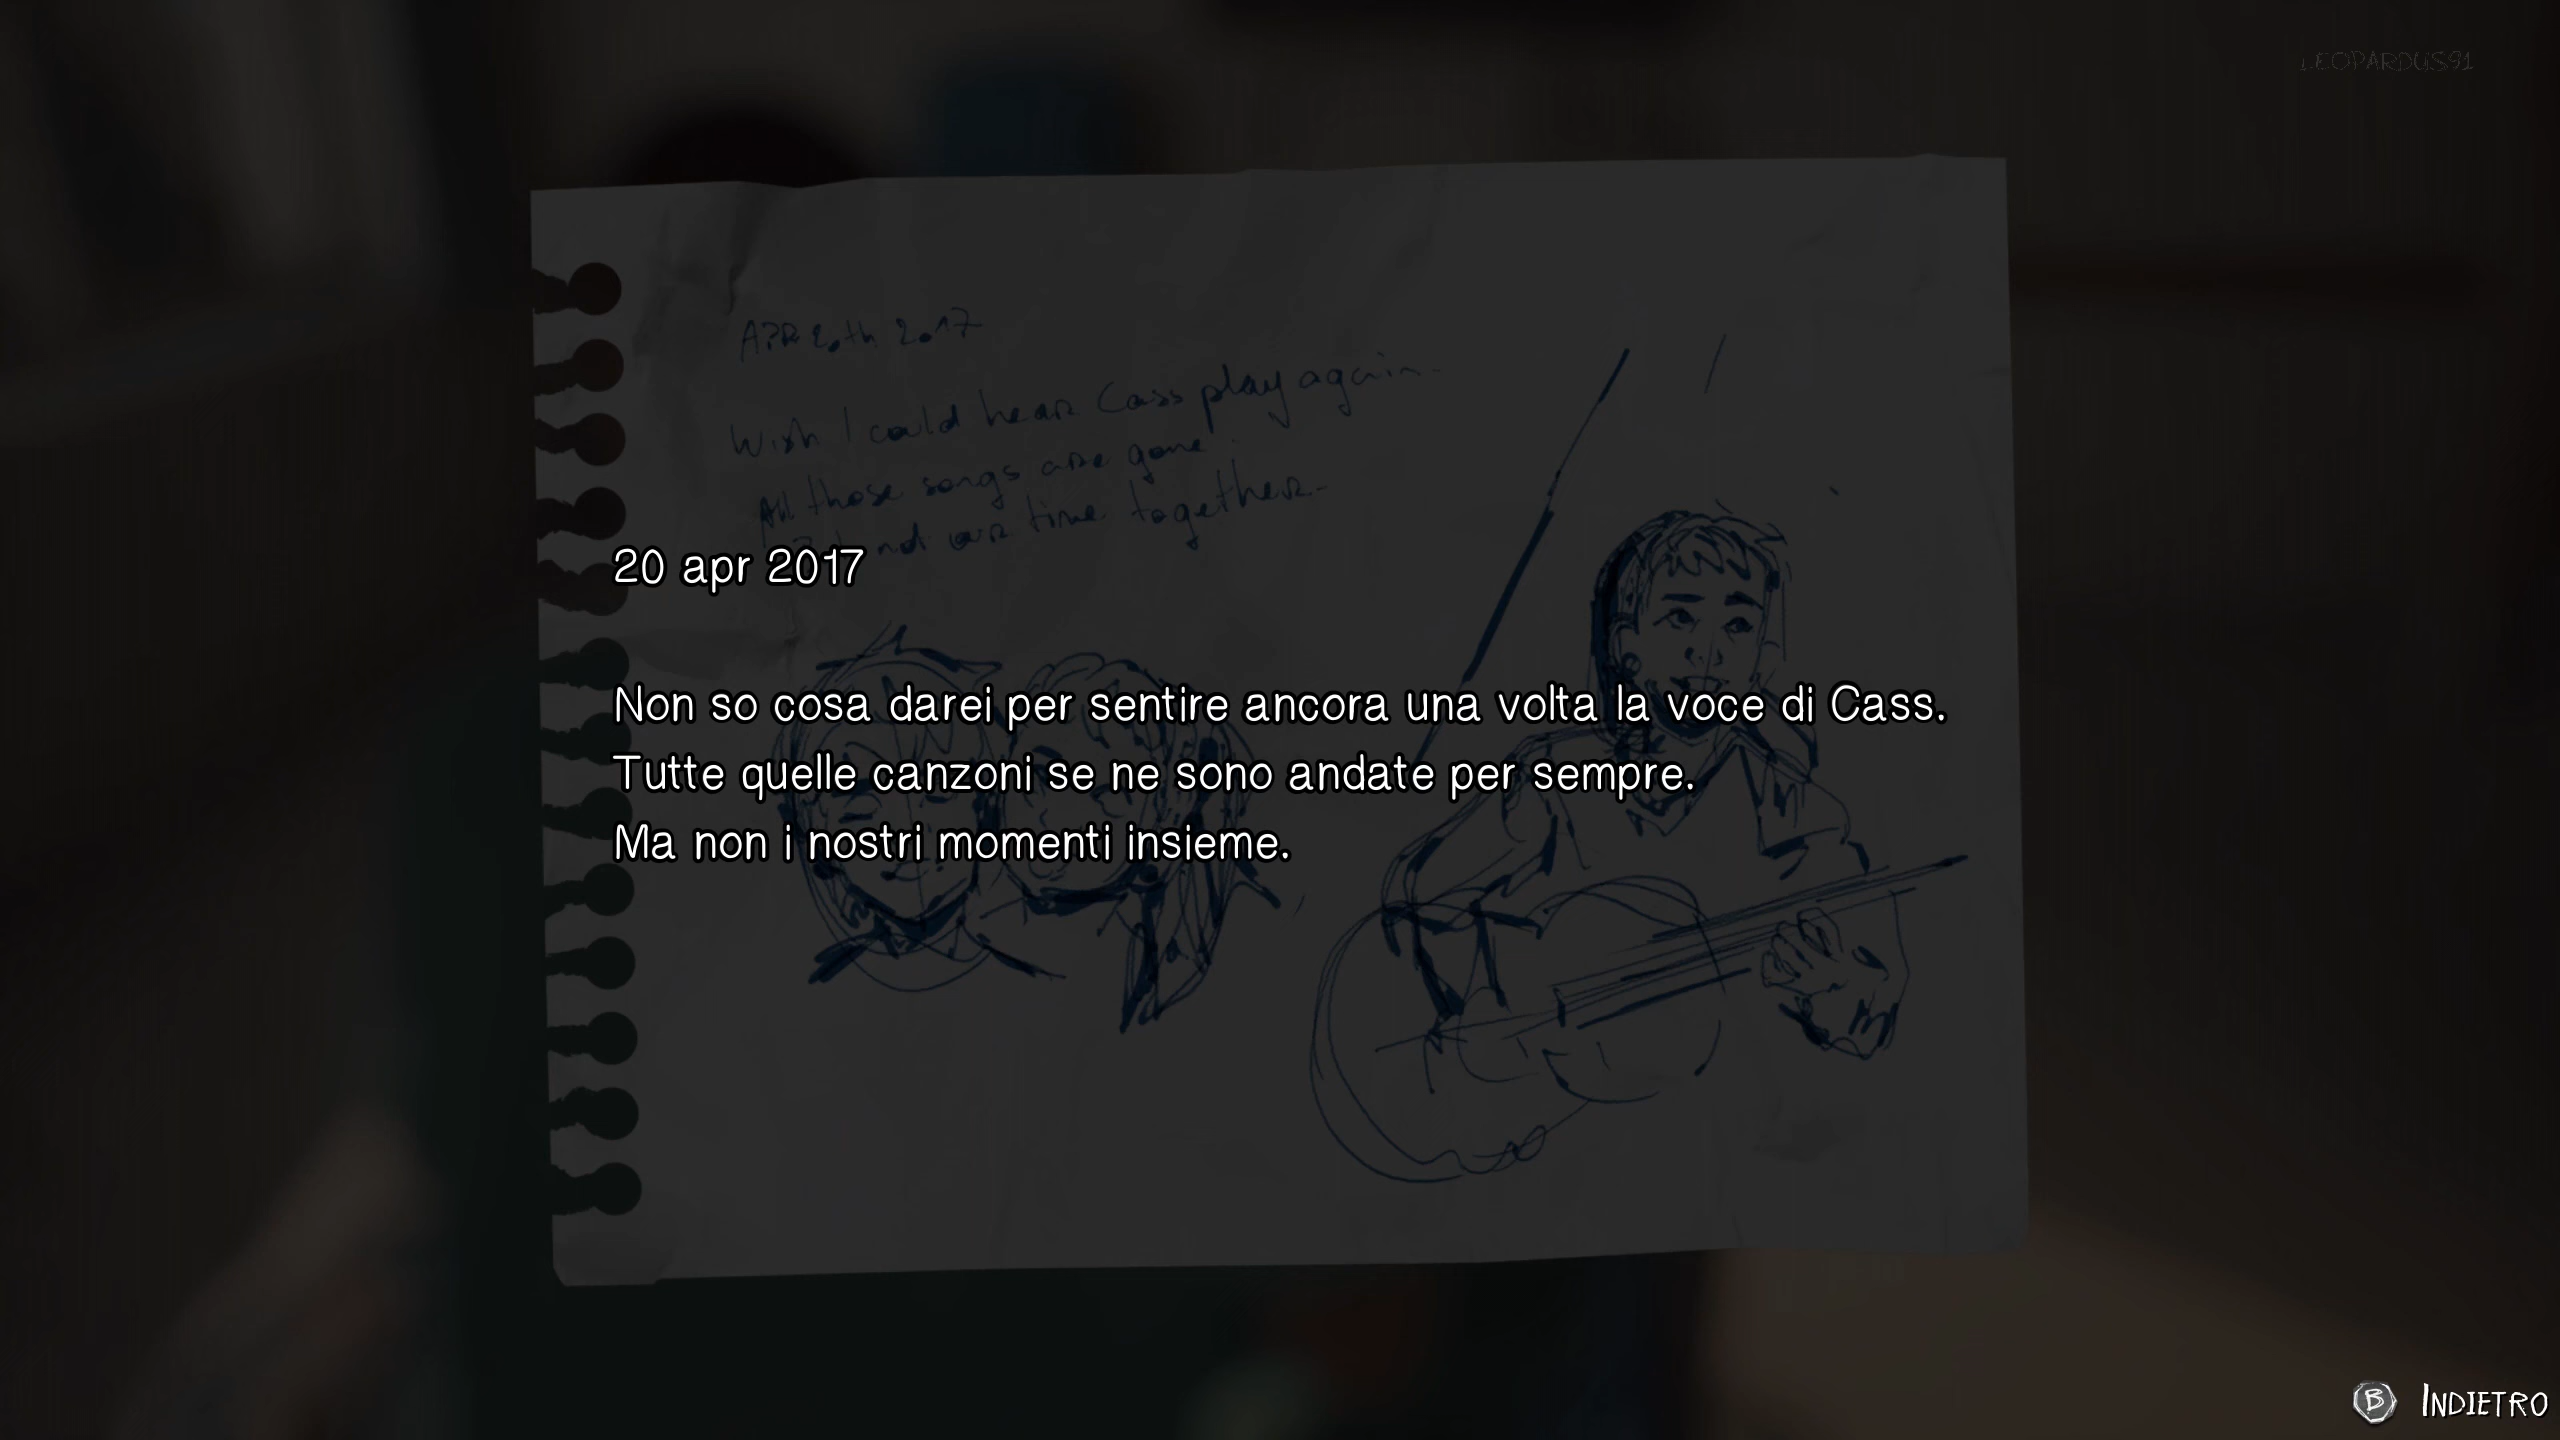 LEOPARDUS91
APR 20th 2017
Wish I could hear Cass play again.
All those songs are gone.
not our time together.
20 apr 2017
Non so cosa darei per sentire ancora una volta la voce di Cass.
Tutte quelle canzoni se ne sono andate per sempre.
Ma non i nostri momenti insieme.
B INDIETRO